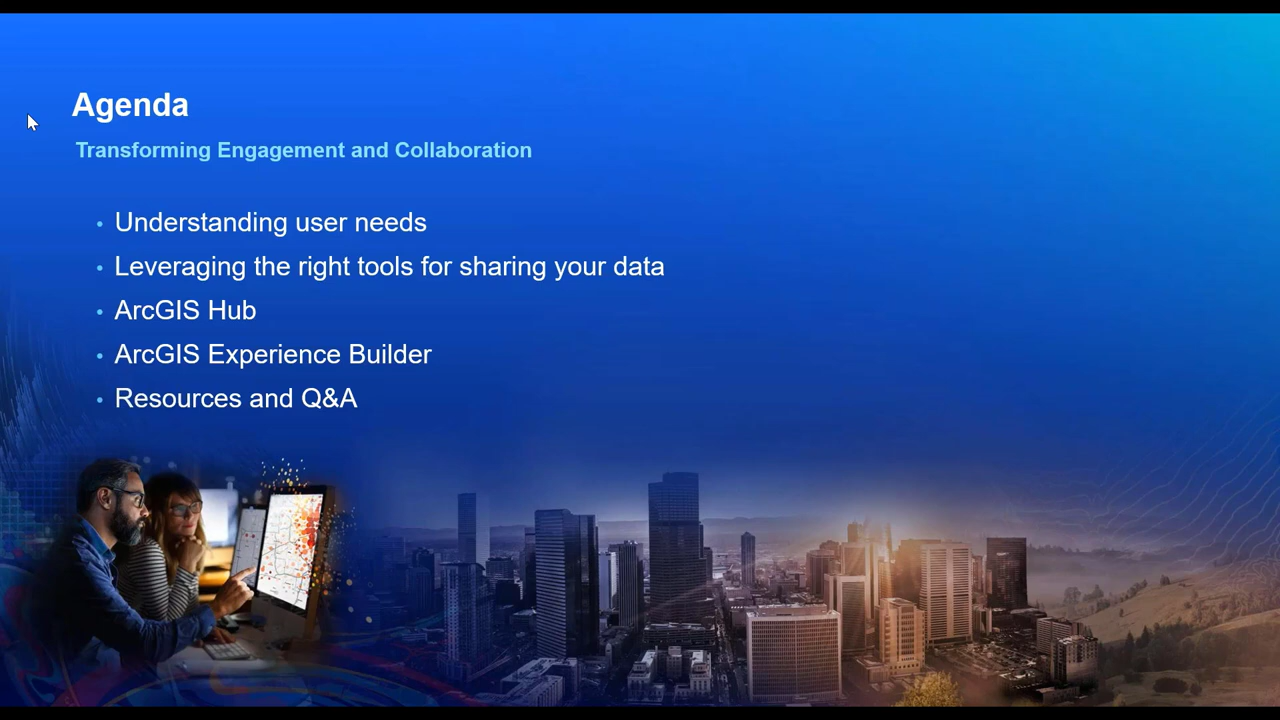 Agenda
Transforming Engagement and Collaboration
• Understanding user needs
• Leveraging the right tools for sharing your data
• ArcGIS Hub
• ArcGIS Experience Builder
• Resources and Q&A